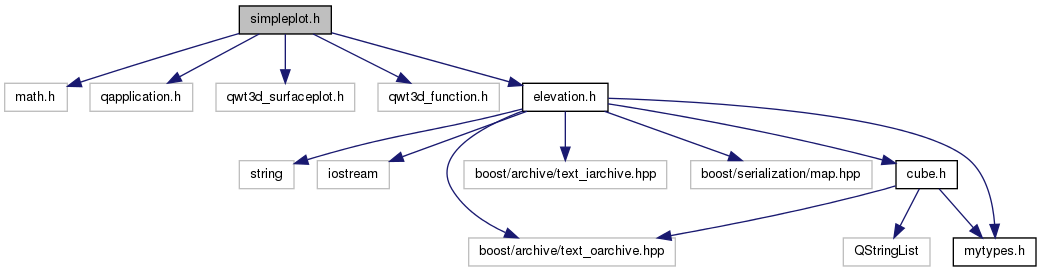 simpleplot.h
math.h
qapplication.h
qwt3d_surfaceplot.h
qwt3d_function.h
elevation.h
string
iostream
boost/archive/text_iarchive.hpp
boost/serialization/map.hpp
cube.h
boost/archive/text_oarchive.hpp
QStringList
mytypes.h